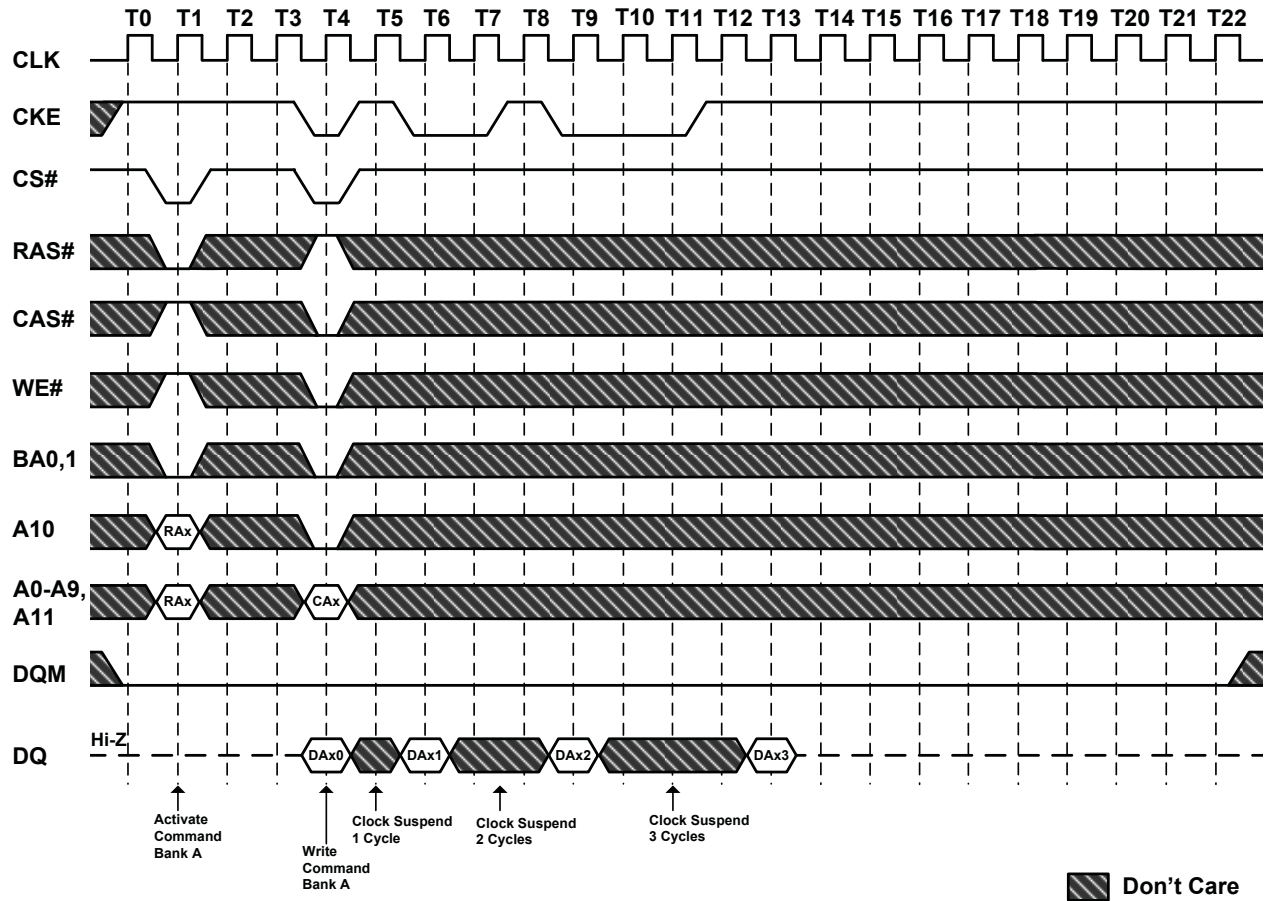 T0 T1 T2 T3 T4 T5 T6 T7 T8 T9 T10 T11 T12 T13 T14 T15 T16 T17 T18 T19 T20 T21 T22
CLK
CKE
CS#
RAS#
CAS#
WE#
BA0,1
A10 RAx
A0-A9,
A11 RAx CAx
DQM
Hi-Z
DQ DAx0 DAx1 DAx2 DAx3
Activate
Command
Bank A
Write
Command
Bank A
Clock Suspend
1 Cycle
Clock Suspend
2 Cycles
Clock Suspend
3 Cycles
Don't Care